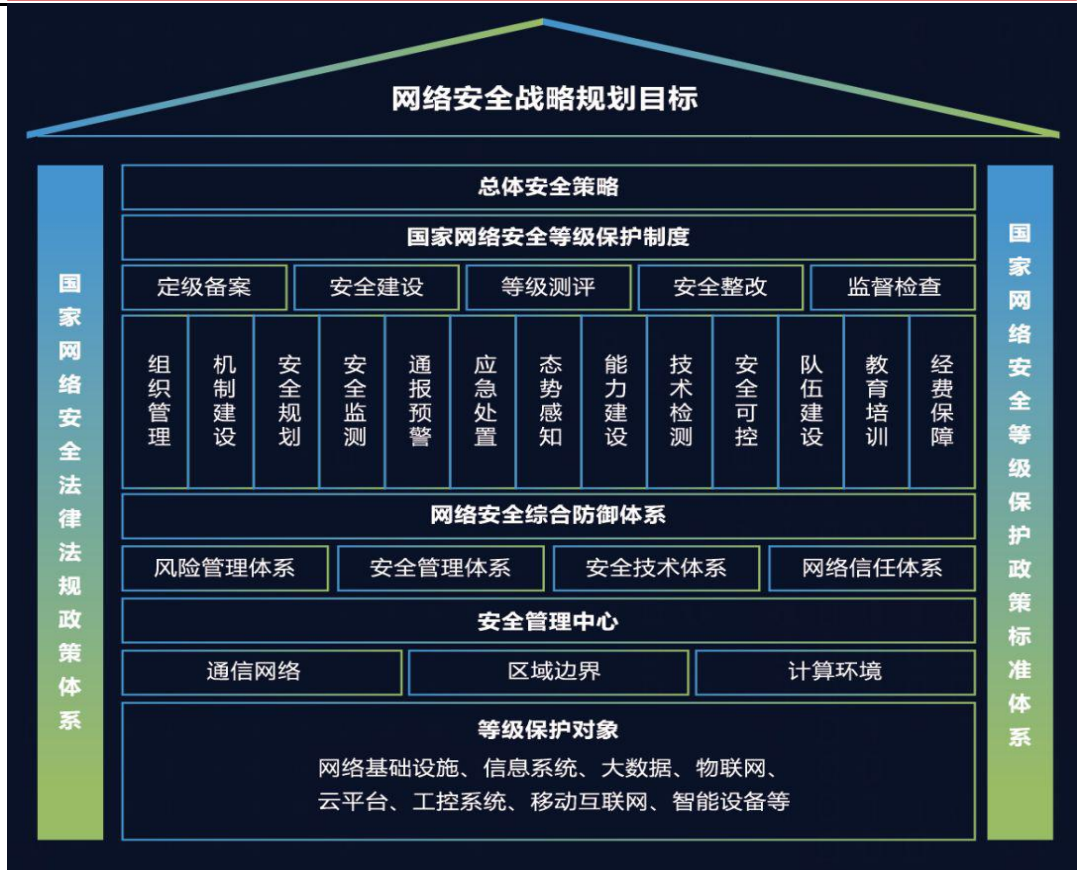 网络安全战略规划目标
国家网络安全法律法规政策体系
总体安全策略
国家网络安全等级保护制度
定级备案 安全建设 等级测评 安全整改 监督检查
组织管理
机制建设
安全规划
安全监测
通报预警
应急处置
态势感知
能力建设
技术检测
安全可控
队伍建设
教育培训
经费保障
网络安全综合防御体系
风险管理体系 安全管理体系 安全技术体系 网络信任体系
安全管理中心
通信网络 区域边界 计算环境
等级保护对象
网络基础设施、信息系统、大数据、物联网、
云平台、工控系统、移动互联网、智能设备等
国家网络安全等级保护政策标准体系